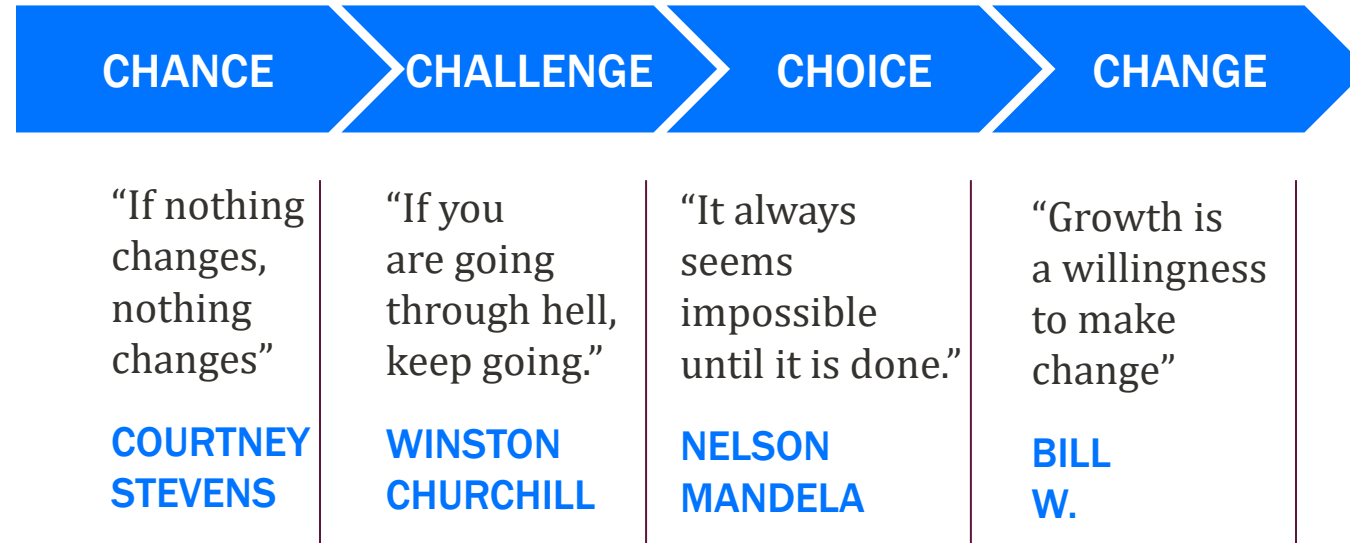 CHANCE
CHALLENGE
CHOICE
CHANGE
“If nothing
changes,
nothing
changes”
COURTNEY
STEVENS
“If you
are going
through hell,
keep going.”
WINSTON
CHURCHILL
“It always
seems
impossible
until it is done.”
NELSON
MANDELA
“Growth is
a willingness
to make
change”
BILL
W.